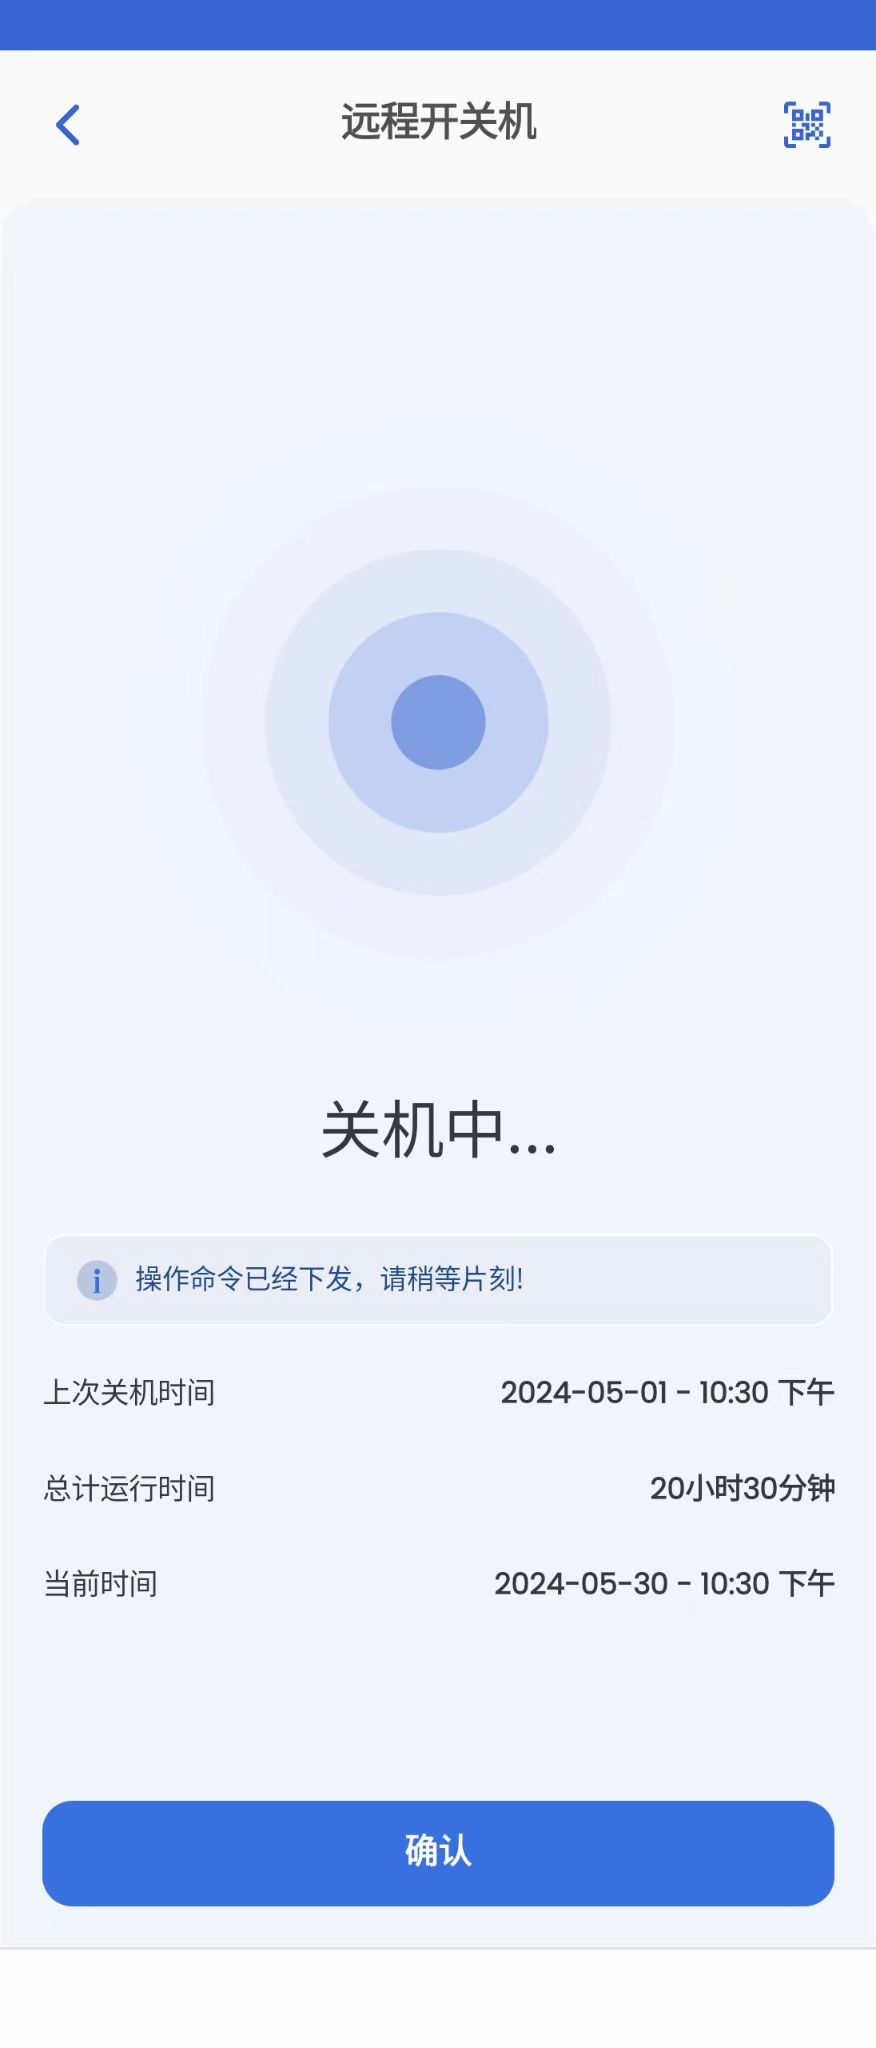 远程开关机
关机中...
i 操作命令已经下发，请稍等片刻!
上次关机时间 2024-05-01 - 10:30 下午
总计运行时间 20小时30分钟
当前时间 2024-05-30 - 10:30 下午
确认